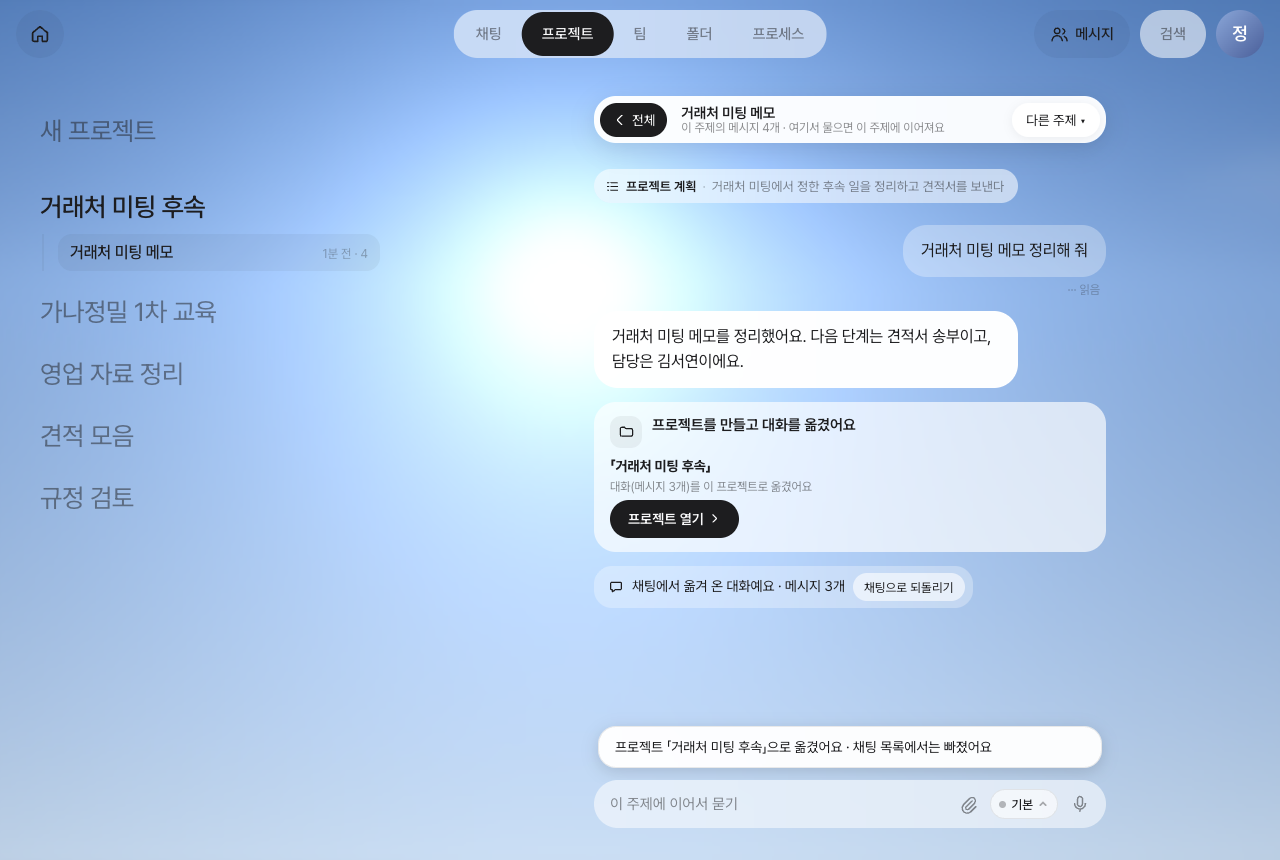 채팅
프로젝트
팀
폴더
프로세스
메시지
검색
정
새 프로젝트
거래처 미팅 후속
거래처 미팅 메모
1분 전 · 4
가나정밀 1차 교육
영업 자료 정리
견적 모음
규정 검토
전체
거래처 미팅 메모
이 주제의 메시지 4개 · 여기서 물으면 이 주제에 이어져요
다른 주제 ▾
프로젝트 계획 · 거래처 미팅에서 정한 후속 일을 정리하고 견적서를 보낸다
거래처 미팅 메모 정리해 줘
··· 읽음
거래처 미팅 메모를 정리했어요. 다음 단계는 견적서 송부이고,
담당은 김서연이에요.
프로젝트를 만들고 대화를 옮겼어요
「거래처 미팅 후속」
대화(메시지 3개)를 이 프로젝트로 옮겼어요
프로젝트 열기
채팅에서 옮겨 온 대화예요 · 메시지 3개
채팅으로 되돌리기
프로젝트 「거래처 미팅 후속」으로 옮겼어요 · 채팅 목록에서는 빠졌어요
이 주제에 이어서 묻기
기본